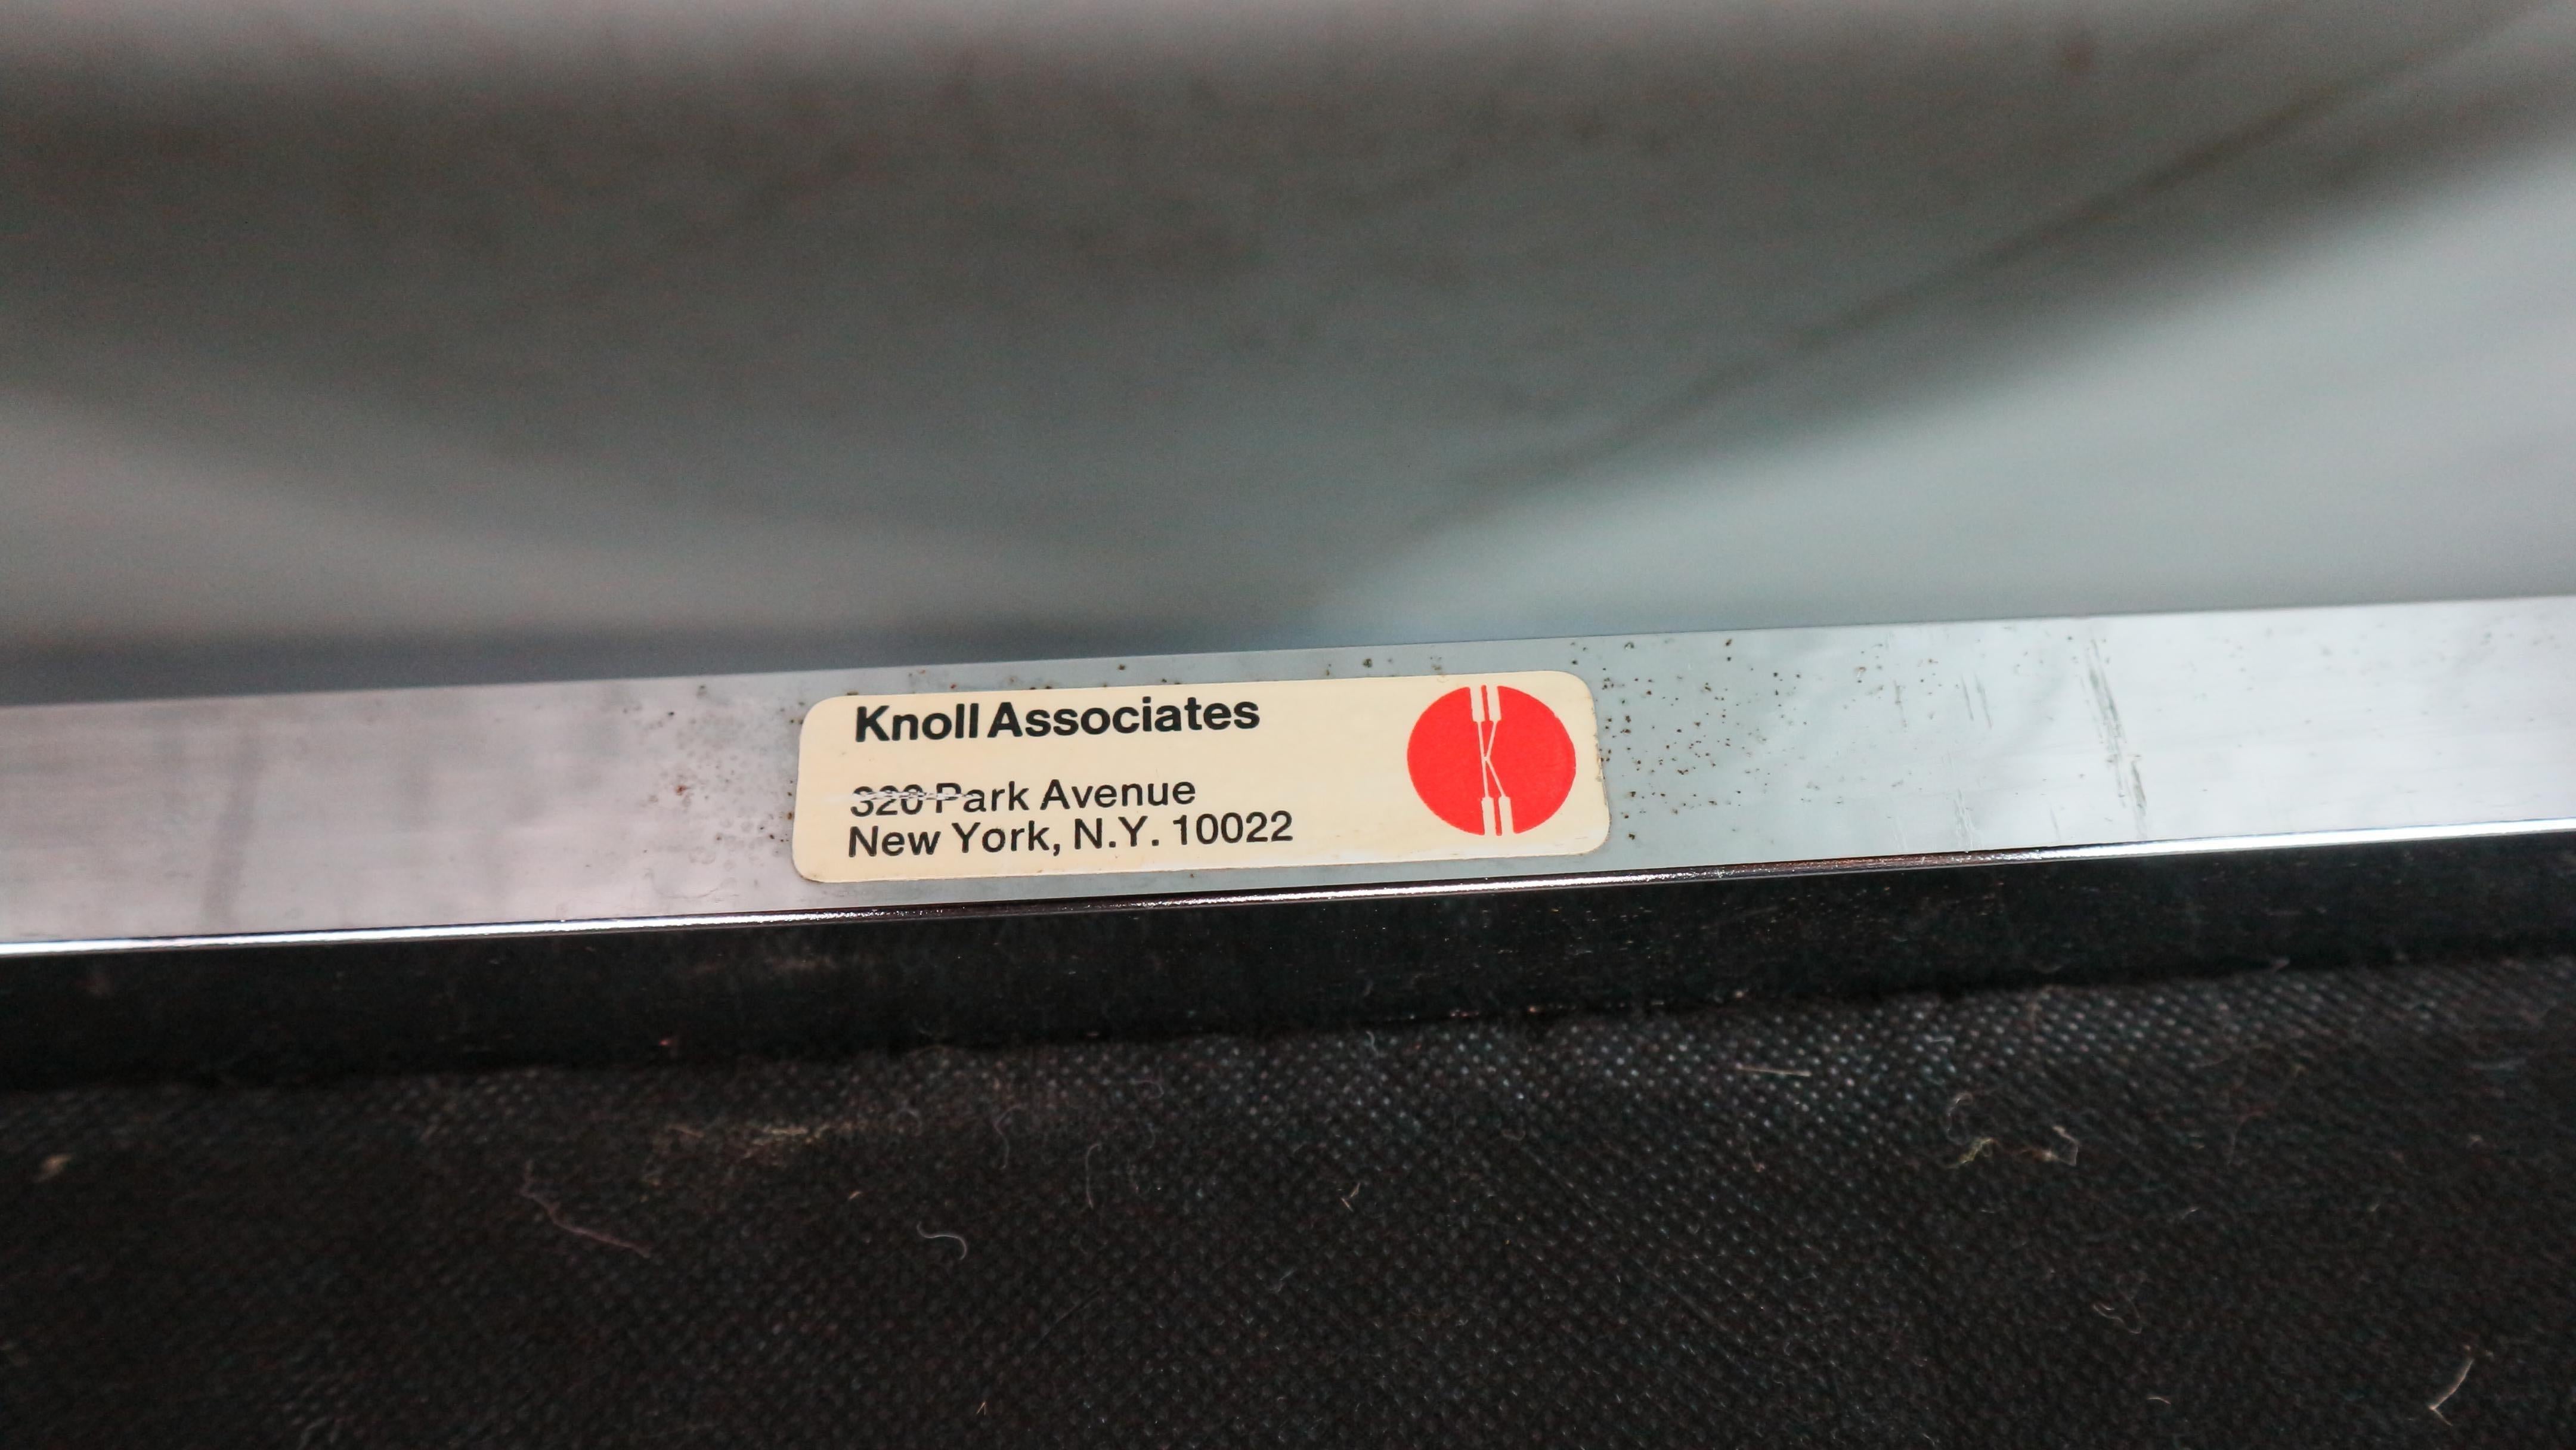 Knoll Associates
320 Park Avenue
New York, N.Y. 10022
K